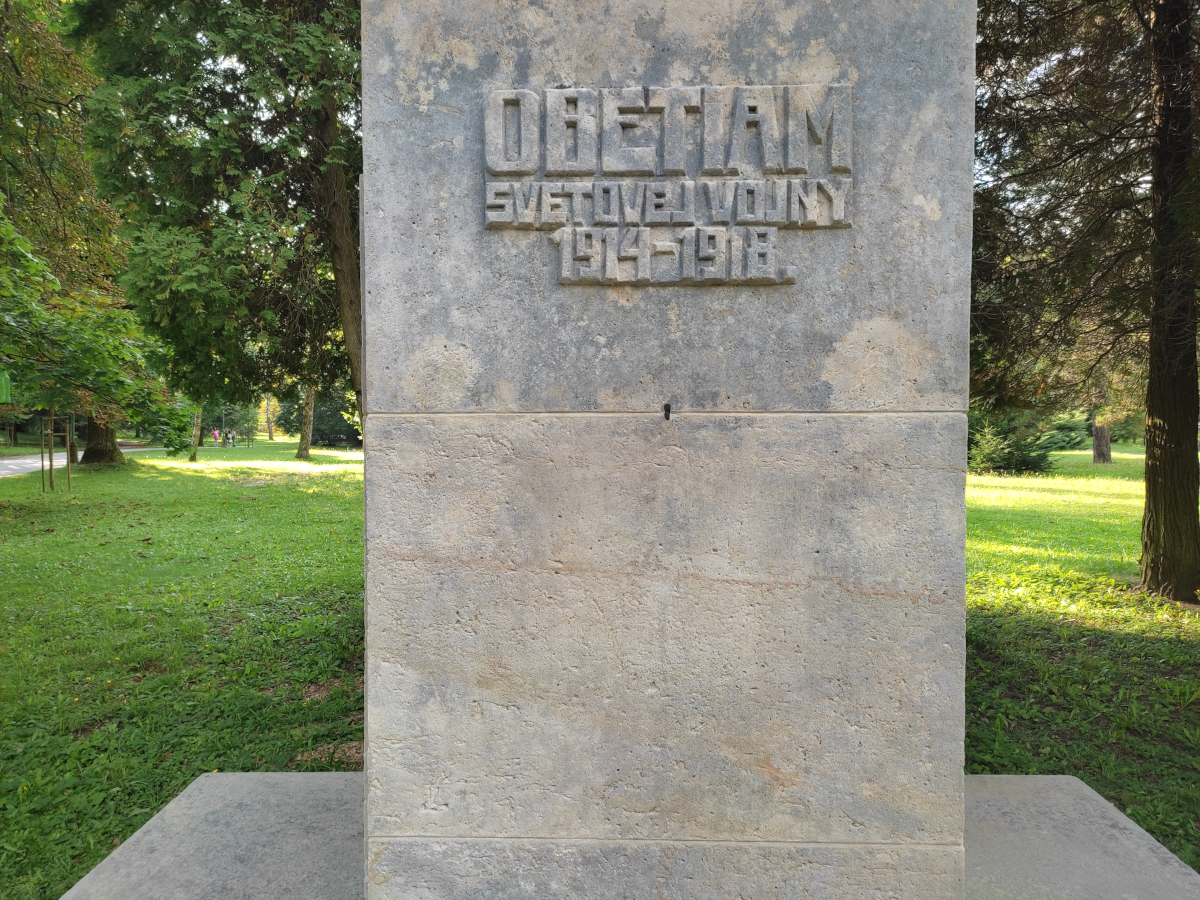 OBETIAM
SVETOVEJ VOJNY
1914-1918.